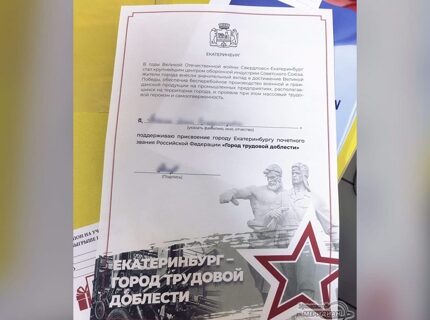 ЕКАТЕРИНБУРГ
В годы Великой Отечественной войны Свердловск-Екатеринбург
стал крупнейшим центром оборонной индустрии Советского Союза.
Жители города внесли значительный вклад в достижение Великой
Победы, обеспечив бесперебойное производство военной и граж-
данской продукции на промышленных предприятиях, располагав-
шихся на территории города, и проявив при этом массовый трудо-
вой героизм и самоотверженность.
Я,
(указать фамилию, имя, отчество)
поддерживаю присвоение городу Екатеринбургу почетного
звания Российской Федерации «Город трудовой доблести»
(Подпись)
ЕКАТЕРИНБУРГ –
ГОРОД ТРУДОВОЙ
ДОБЛЕСТИ